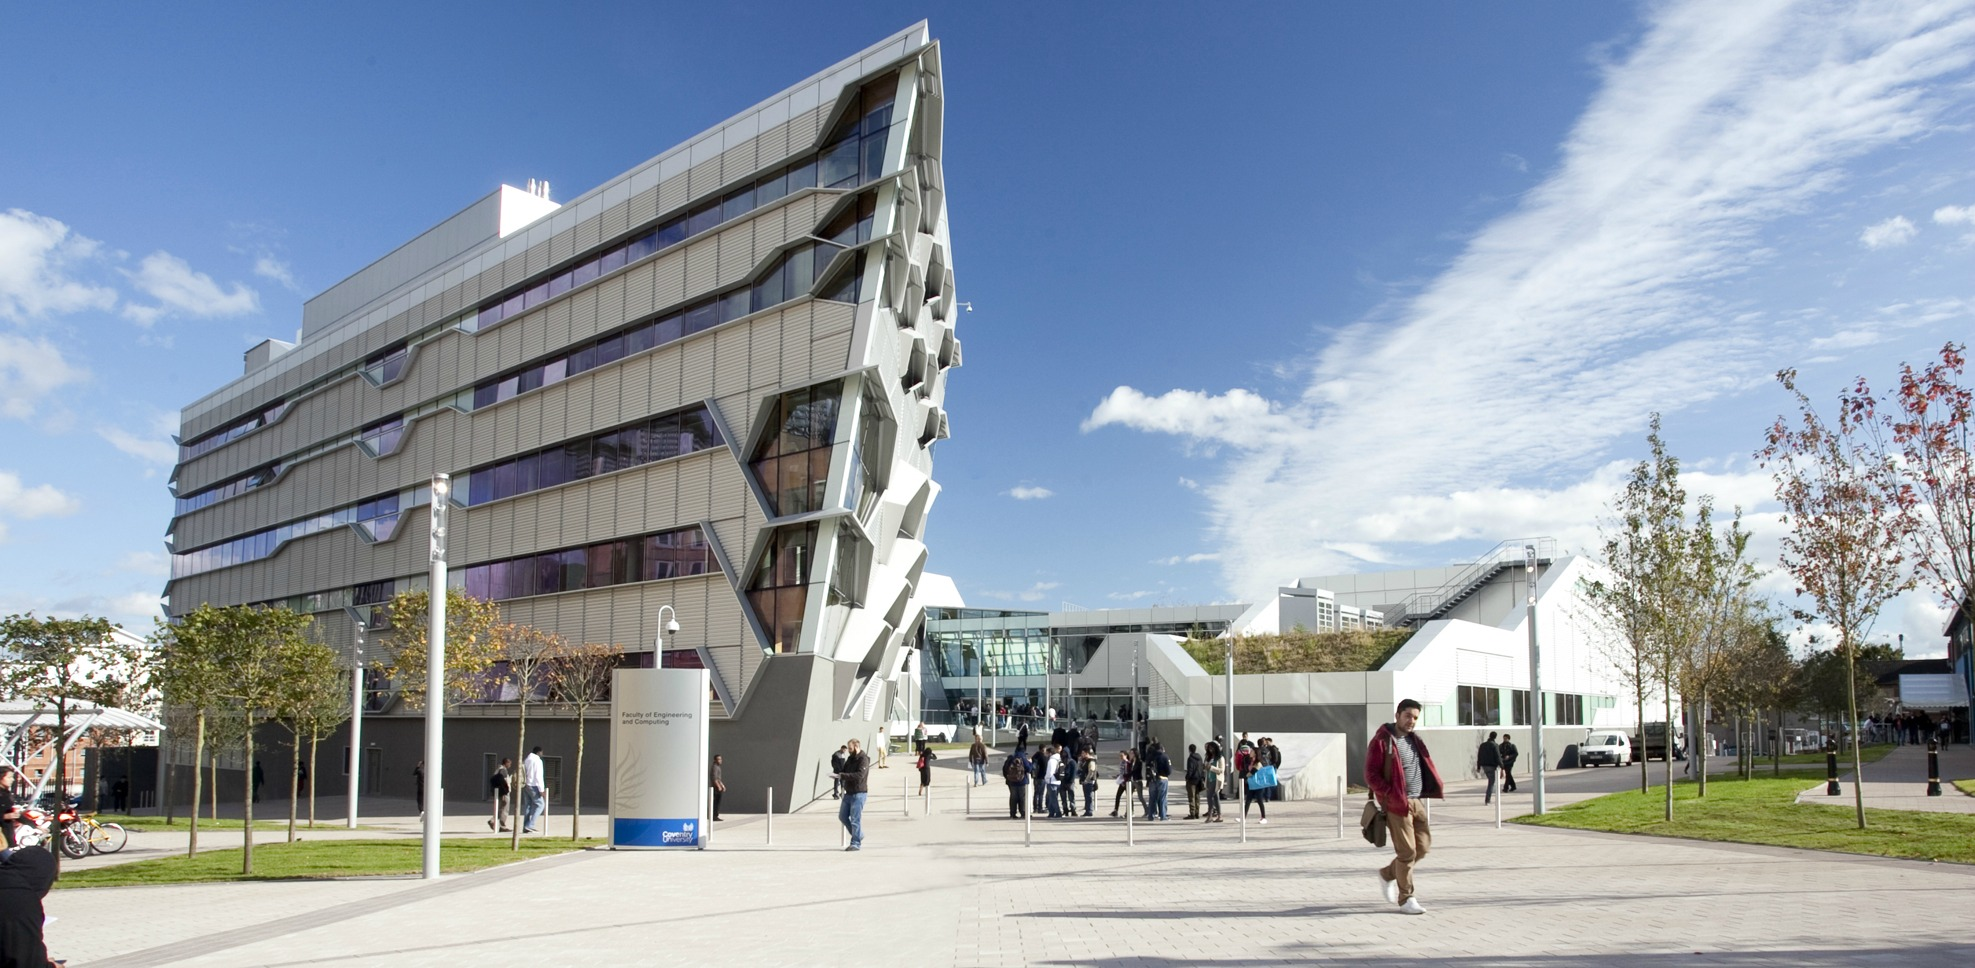 Faculty of Engineering
and Computing
Coventry
University